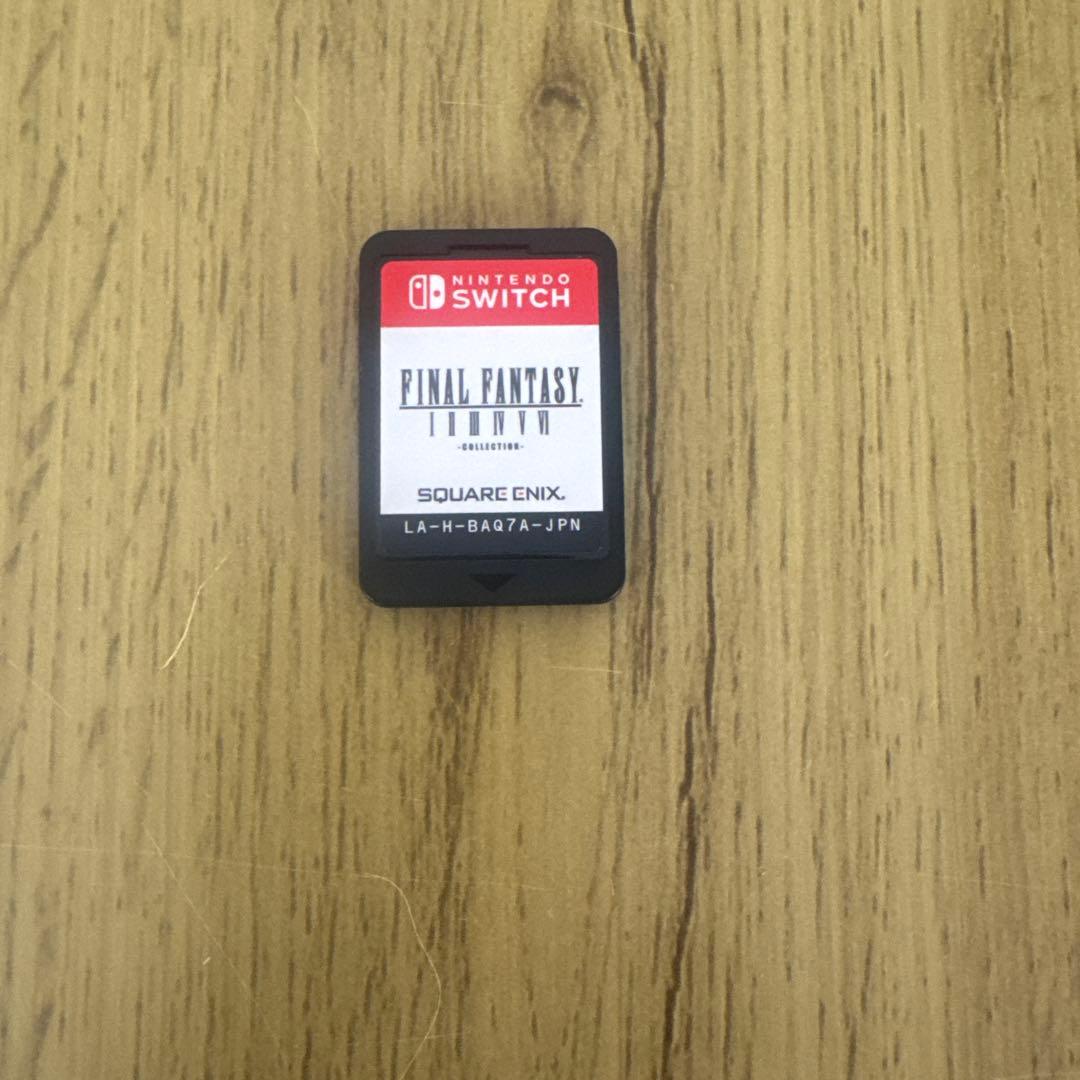 NINTENDO
SWITCH
FINAL FANTASY.
I II III IV V VI
-COLLECTION-
SQUARE ENIX.
LA-H-BAQ7A-JPN